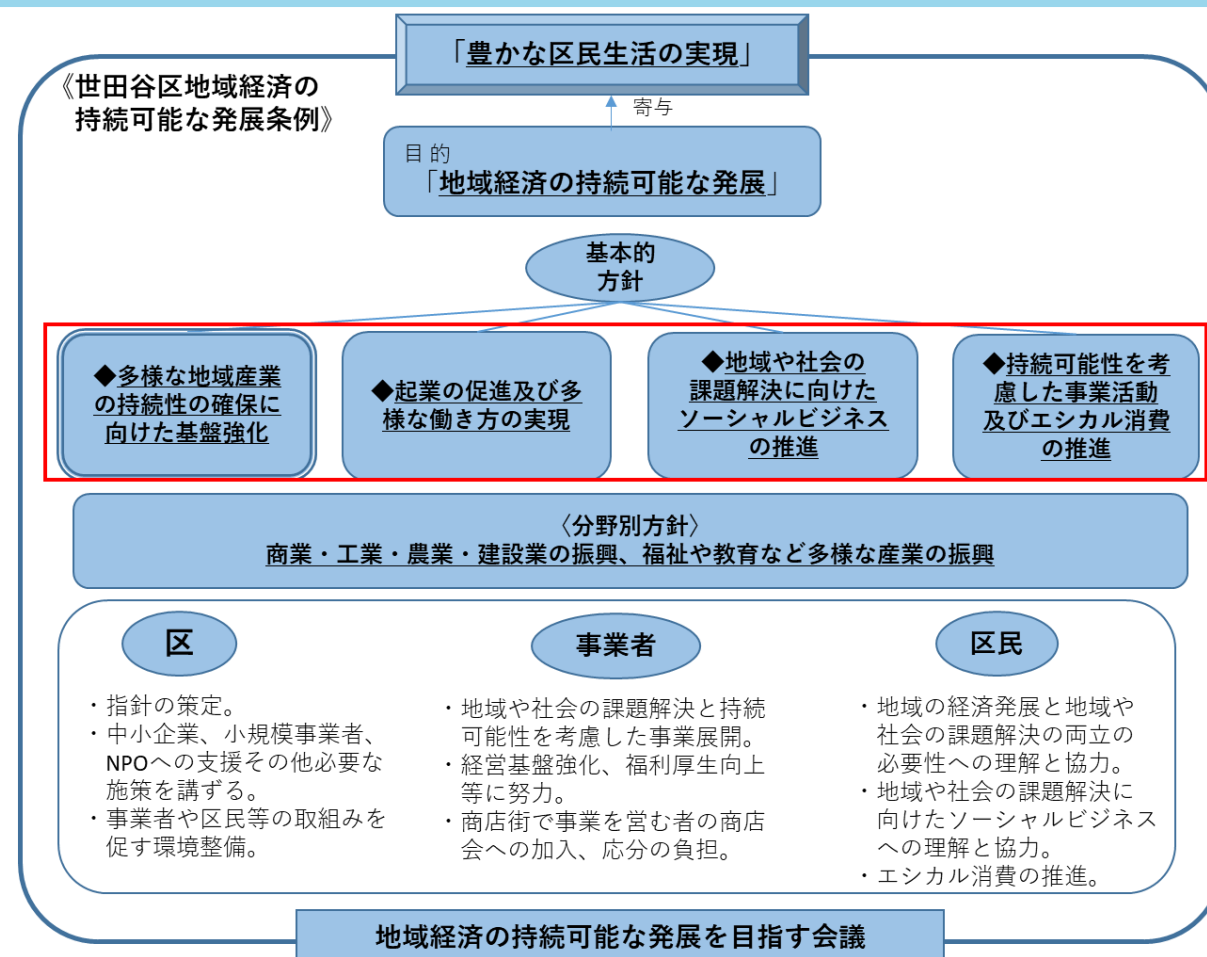 「豊かな区民生活の実現」
《世田谷区地域経済の
持続可能な発展条例》
寄与
目的
「地域経済の持続可能な発展」
基本的
方針
◆多様な地域産業
の持続性の確保に
向けた基盤強化
◆起業の促進及び多
様な働き方の実現
◆地域や社会の
課題解決に向けた
ソーシャルビジネス
の推進
◆持続可能性を考
慮した事業活動
及びエシカル消費
の推進
〈分野別方針〉
商業・工業・農業・建設業の振興、福祉や教育など多様な産業の振興
区
・指針の策定。
・中小企業、小規模事業者、
NPOへの支援その他必要な
施策を講ずる。
・事業者や区民等の取組みを
促す環境整備。
事業者
・地域や社会の課題解決と持続
可能性を考慮した事業展開。
・経営基盤強化、福利厚生向上
等に努力。
・商店街で事業を営む者の商店
会への加入、応分の負担。
区民
・地域の経済発展と地域や
社会の課題解決の両立の
必要性への理解と協力。
・地域や社会の課題解決に
向けたソーシャルビジネス
への理解と協力。
・エシカル消費の推進。
地域経済の持続可能な発展を目指す会議